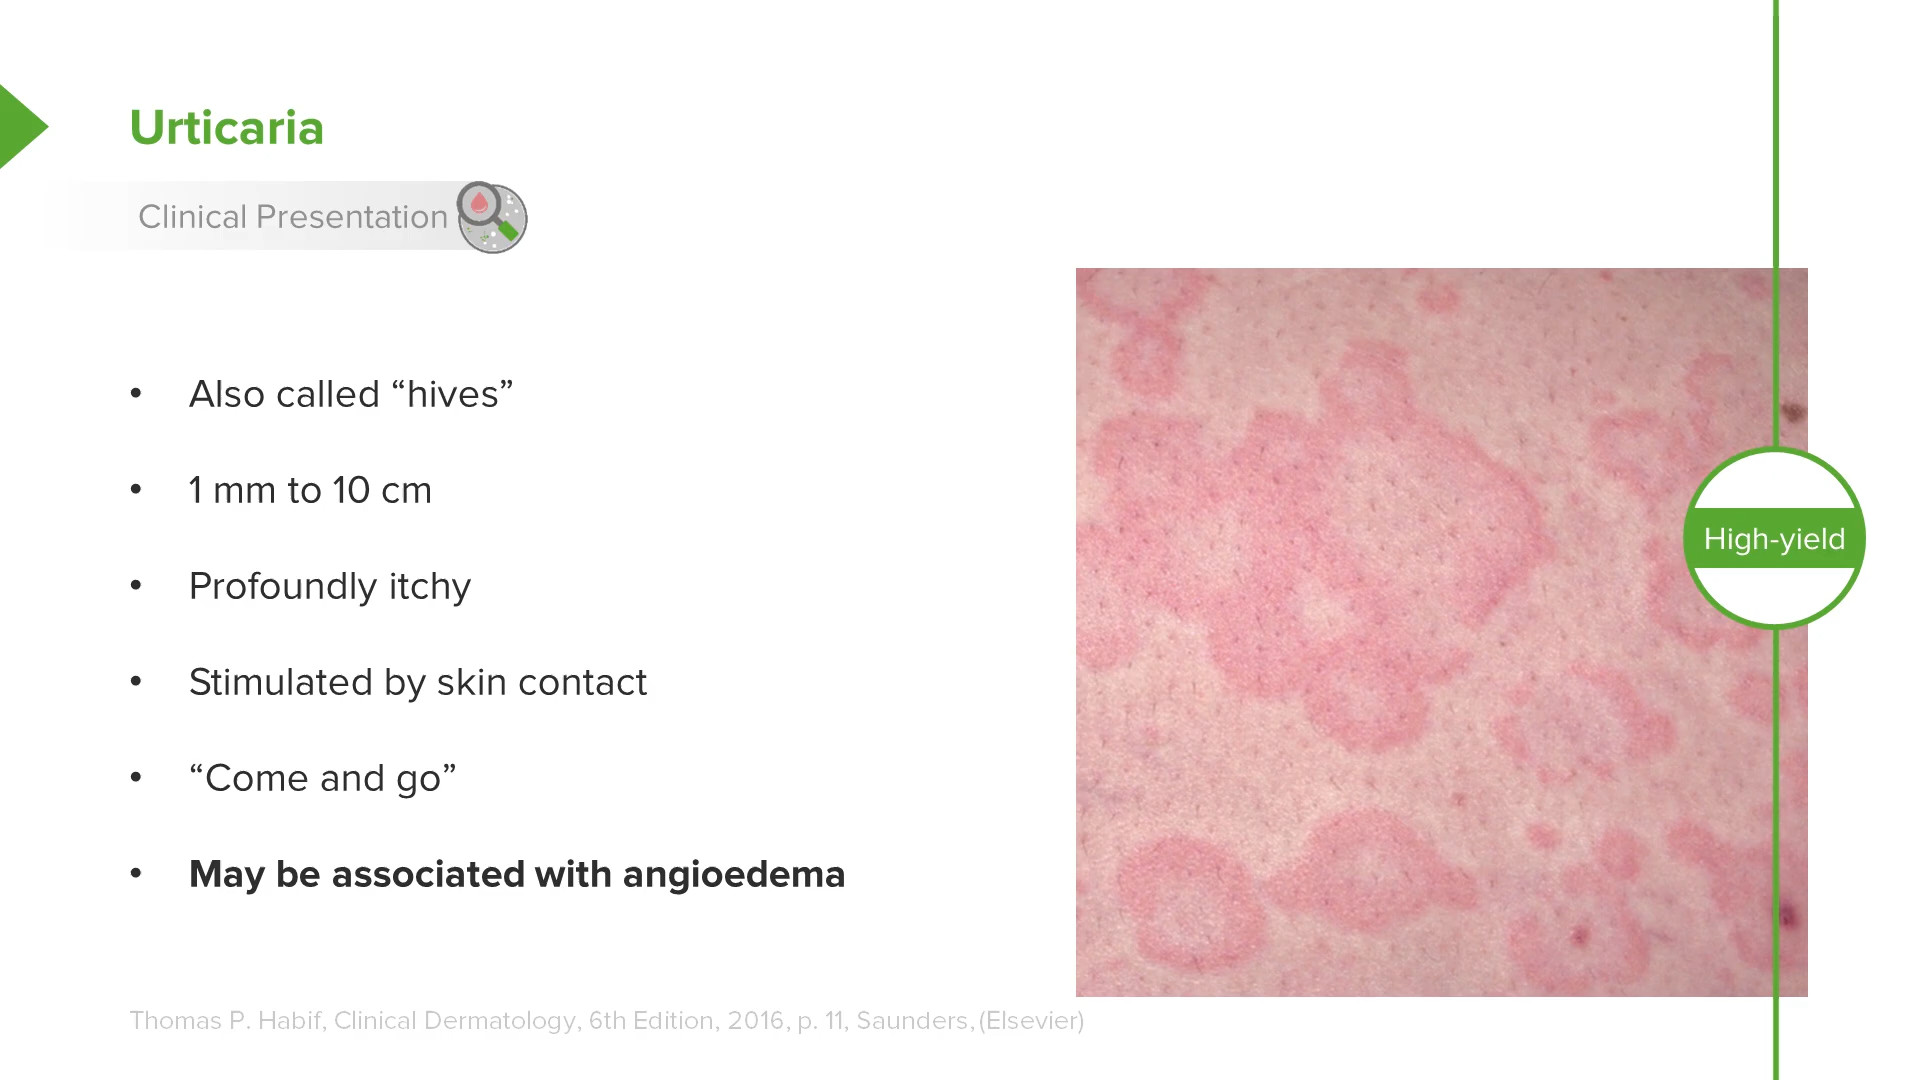 Urticaria
Clinical Presentation
• Also called “hives”
• 1 mm to 10 cm
• Profoundly itchy
• Stimulated by skin contact
• “Come and go”
• May be associated with angioedema
High-yield
Thomas P. Habif, Clinical Dermatology, 6th Edition, 2016, p. 11, Saunders, (Elsevier)